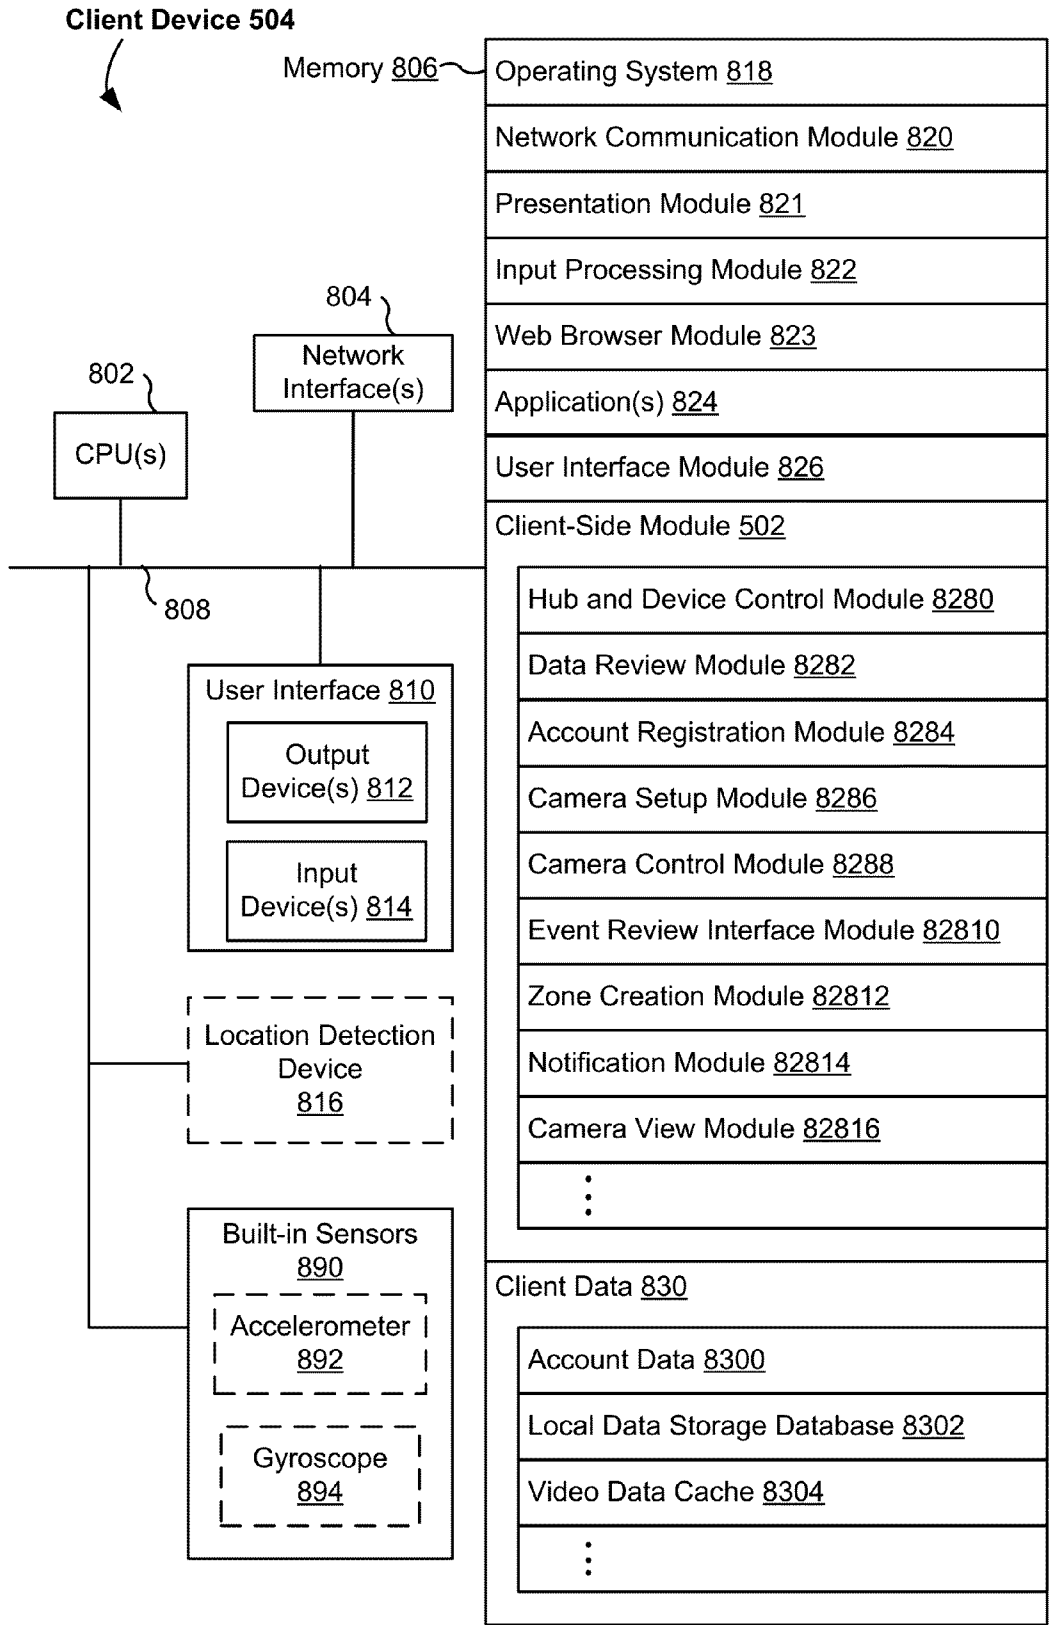 Client Device 504
Memory 806
Operating System 818
Network Communication Module 820
Presentation Module 821
Input Processing Module 822
Web Browser Module 823
Application(s) 824
User Interface Module 826
Client-Side Module 502
Hub and Device Control Module 8280
Data Review Module 8282
Account Registration Module 8284
Camera Setup Module 8286
Camera Control Module 8288
Event Review Interface Module 82810
Zone Creation Module 82812
Notification Module 82814
Camera View Module 82816
Client Data 830
Account Data 8300
Local Data Storage Database 8302
Video Data Cache 8304
804
Network
Interface(s)
802
CPU(s)
808
User Interface 810
Output
Device(s) 812
Input
Device(s) 814
Location Detection
Device
816
Built-in Sensors
890
Accelerometer
892
Gyroscope
894